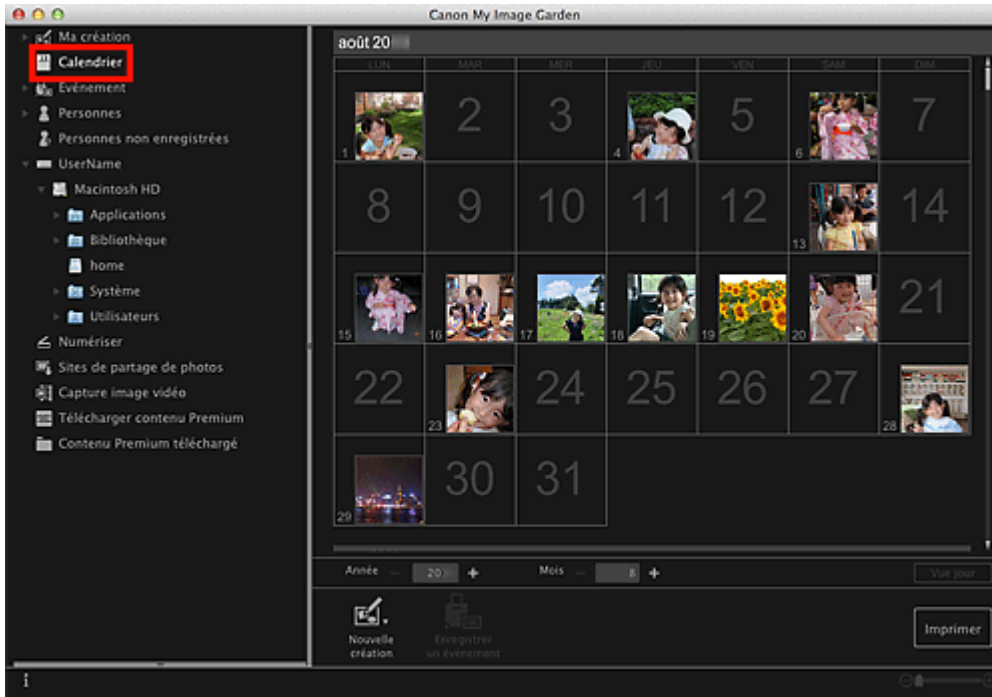 Canon My Image Garden
Ma création
Calendrier
Evénement
Personnes
Personnes non enregistrées
UserName
Macintosh HD
Applications
Bibliothèque
home
Système
Utilisateurs
Numériser
Sites de partage de photos
Capture image vidéo
Télécharger contenu Premium
Contenu Premium téléchargé
août 20
LUN MAR MER JEU VEN SAM DIM
1 2 3 4 5 6 7
8 9 10 11 12 13 14
15 16 17 18 19 20 21
22 23 24 25 26 27 28
29 30 31
Année − 20 + Mois − 8 + Vue jour
Nouvelle création
Enregistrer un événement
Imprimer